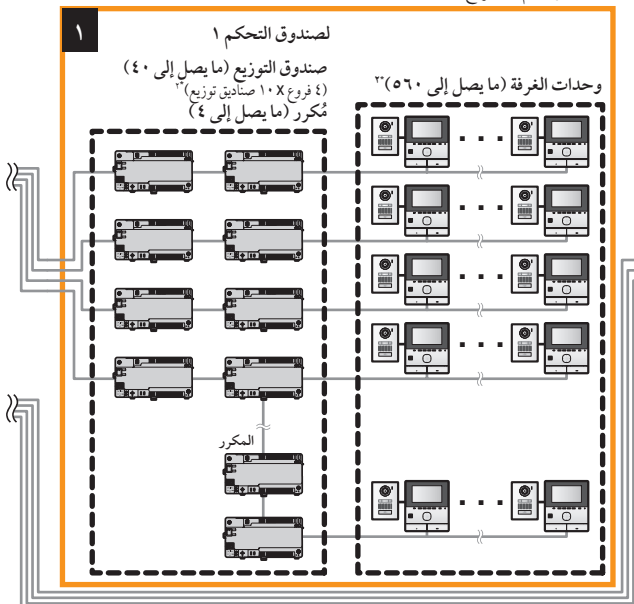 ١
لصندوق التحكم ١
صندوق التوزيع (ما يصل إلى ٤٠)
(٤ فروع X ١٠ صناديق توزيع)*٢
مُكرر (ما يصل إلى ٤)
وحدات الغرفة (ما يصل إلى ٥٦٠)*٣
المكرر